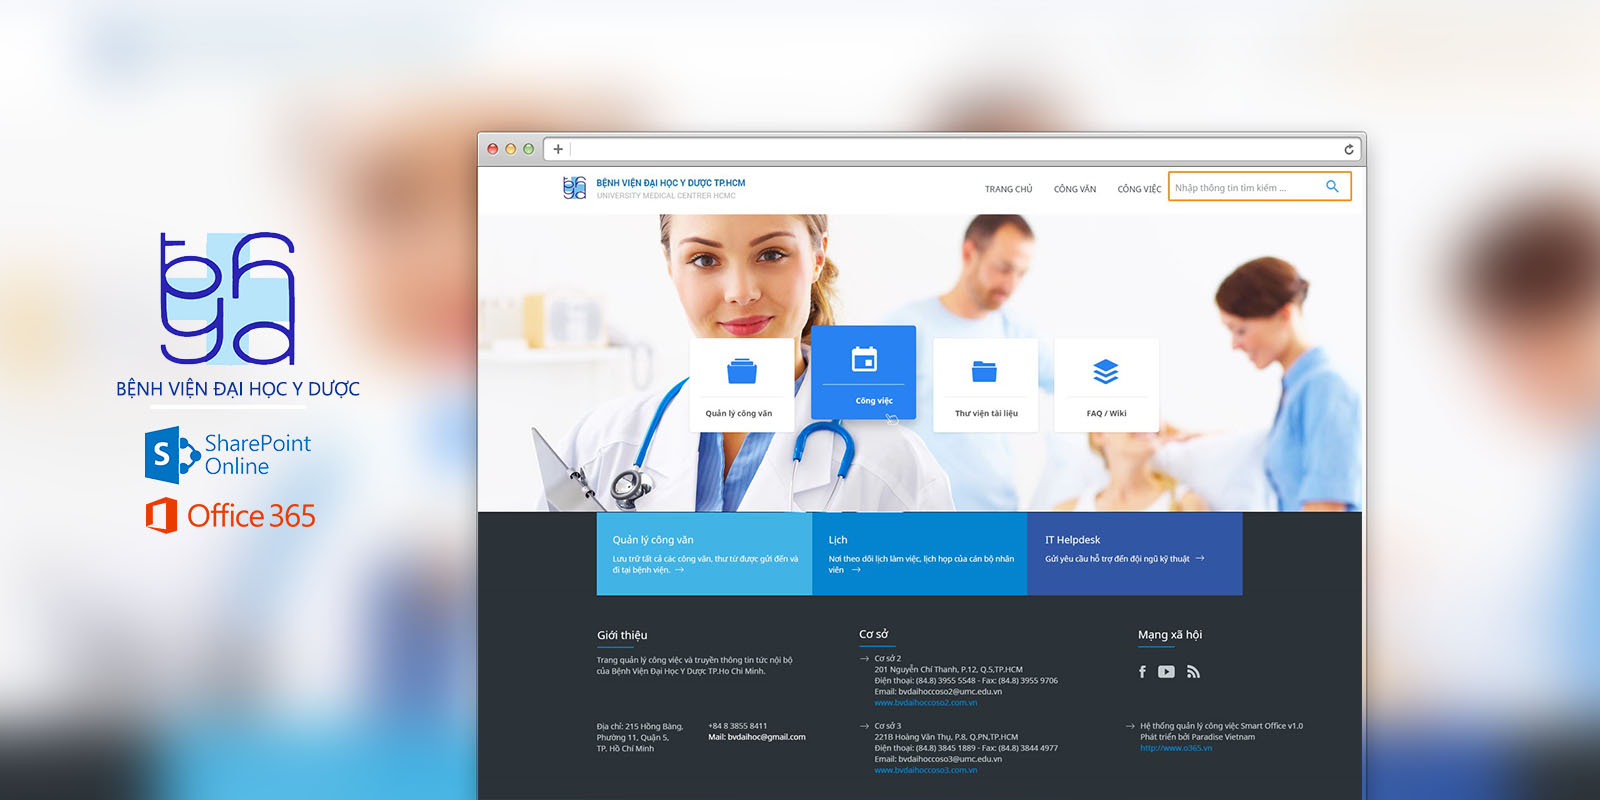 BỆNH VIỆN ĐẠI HỌC Y DƯỢC
S
SharePoint
Online
Office 365
BỆNH VIỆN ĐẠI HỌC Y DƯỢC TP.HCM
UNIVERSITY MEDICAL CENTRER HCMC
TRANG CHỦ
CÔNG VĂN
CÔNG VIỆC
Nhập thông tin tìm kiếm ...
Quản lý công văn
Công việc
Thư viện tài liệu
FAQ / Wiki
Quản lý công văn
Lưu trữ tất cả các công văn, thư từ được gửi đến và
đi tại bệnh viện. →
Lịch
Nơi theo dõi lịch làm việc, lịch họp của cán bộ nhân
viên →
IT Helpdesk
Gửi yêu cầu hỗ trợ đến đội ngũ kỹ thuật →
Giới thiệu
Trang quản lý công việc và truyền thông tin tức nội bộ
của Bệnh Viện Đại Học Y Dược TP.Ho Chi Minh.
Địa chỉ: 215 Hồng Bàng,
Phường 11, Quận 5,
TP. Hồ Chí Minh
+84 8 3855 8411
Mail: bvdaihoc@gmail.com
Cơ sở
→ Cơ sở 2
201 Nguyễn Chí Thanh, P.12, Q.5,TP.HCM
Điện thoại: (84.8) 3955 5548 - Fax: (84.8) 3955 9706
Email: bvdaihoccoso2@umc.edu.vn
www.bvdaihoccoso2.com.vn
→ Cơ sở 3
221B Hoàng Văn Thụ, P.8, Q.PN,TP.HCM
Điện thoại: (84.8) 3845 1889 - Fax: (84.8) 3844 4977
Email: bvdaihoccoso3@umc.edu.vn
www.bvdaihoccoso3.com.vn
Mạng xã hội
→ Hệ thống quản lý công việc Smart Office v1.0
Phát triển bởi Paradise Vietnam
http://www.o365.vn